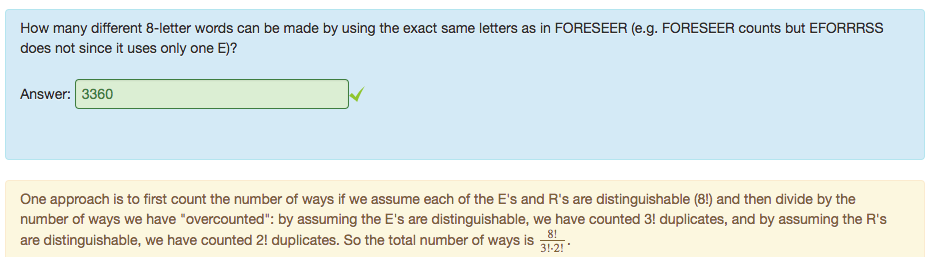 How many different 8-letter words can be made by using the exact same letters as in FORESEER (e.g. FORESEER counts but EFORRRSS
does not since it uses only one E)?
Answer: 3360
One approach is to first count the number of ways if we assume each of the E's and R's are distinguishable (8!) and then divide by the
number of ways we have "overcounted": by assuming the E's are distinguishable, we have counted 3! duplicates, and by assuming the R's
are distinguishable, we have counted 2! duplicates. So the total number of ways is 8!/3!·2!.